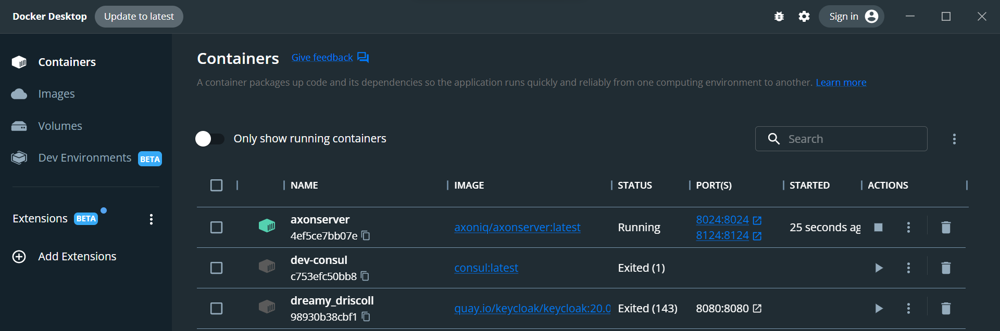 Docker Desktop Update to latest Sign in
Containers
Images
Volumes
Dev Environments BETA
Extensions BETA
Add Extensions
Containers Give feedback
A container packages up code and its dependencies so the application runs quickly and reliably from one computing environment to another. Learn more
Only show running containers Search
NAME IMAGE STATUS PORT(S) STARTED ACTIONS
axonserver
4ef5ce7bb07e
axoniq/axonserver:latest Running
8024:8024
8124:8124
25 seconds ag
dev-consul
c753efc50bb8
consul:latest Exited (1)
dreamy_driscoll
98930b38cbf1
quay.io/keycloak/keycloak:20.0 Exited (143) 8080:8080